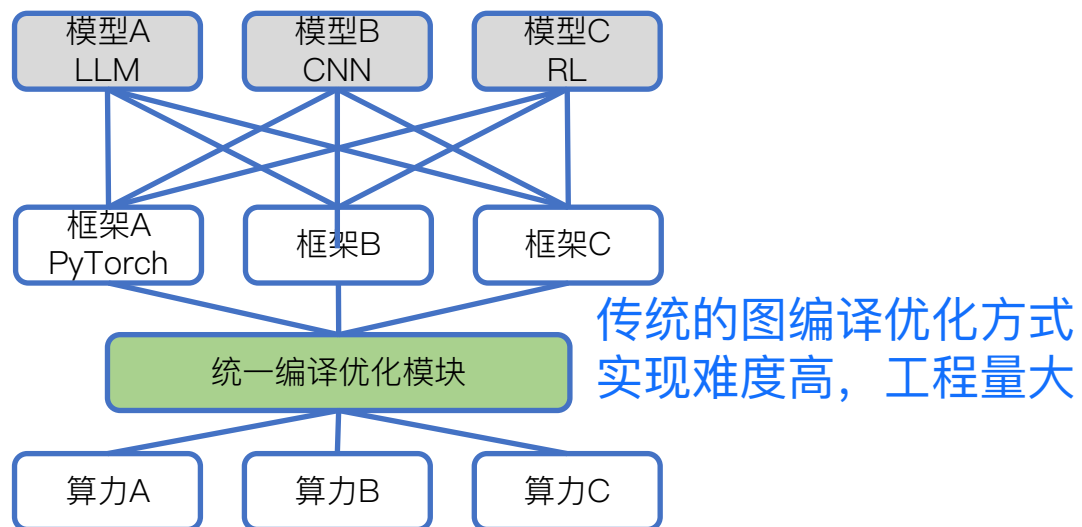 模型A
LLM
模型B
CNN
模型C
RL
框架A
PyTorch
框架B
框架C
传统的图编译优化方式
实现难度高，工程量大
统一编译优化模块
算力A
算力B
算力C